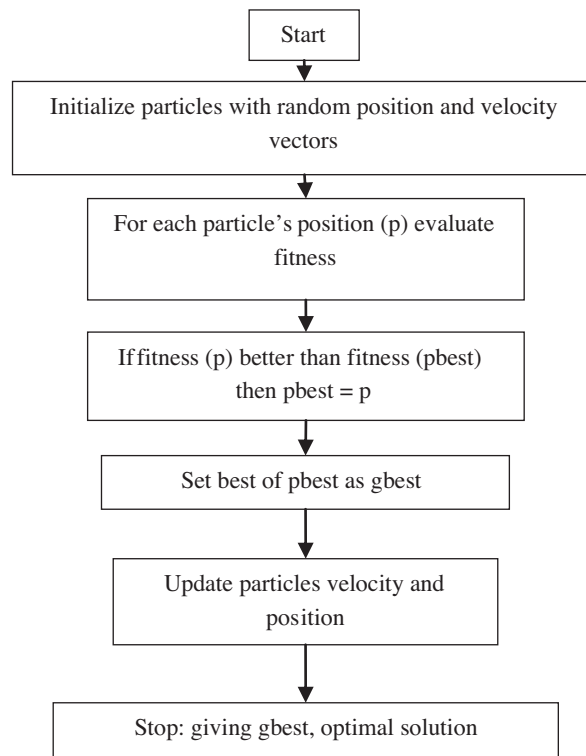 Start
Initialize particles with random position and velocity
vectors
For each particle's position (p) evaluate
fitness
If fitness (p) better than fitness (pbest)
then pbest = p
Set best of pbest as gbest
Update particles velocity and
position
Stop: giving gbest, optimal solution